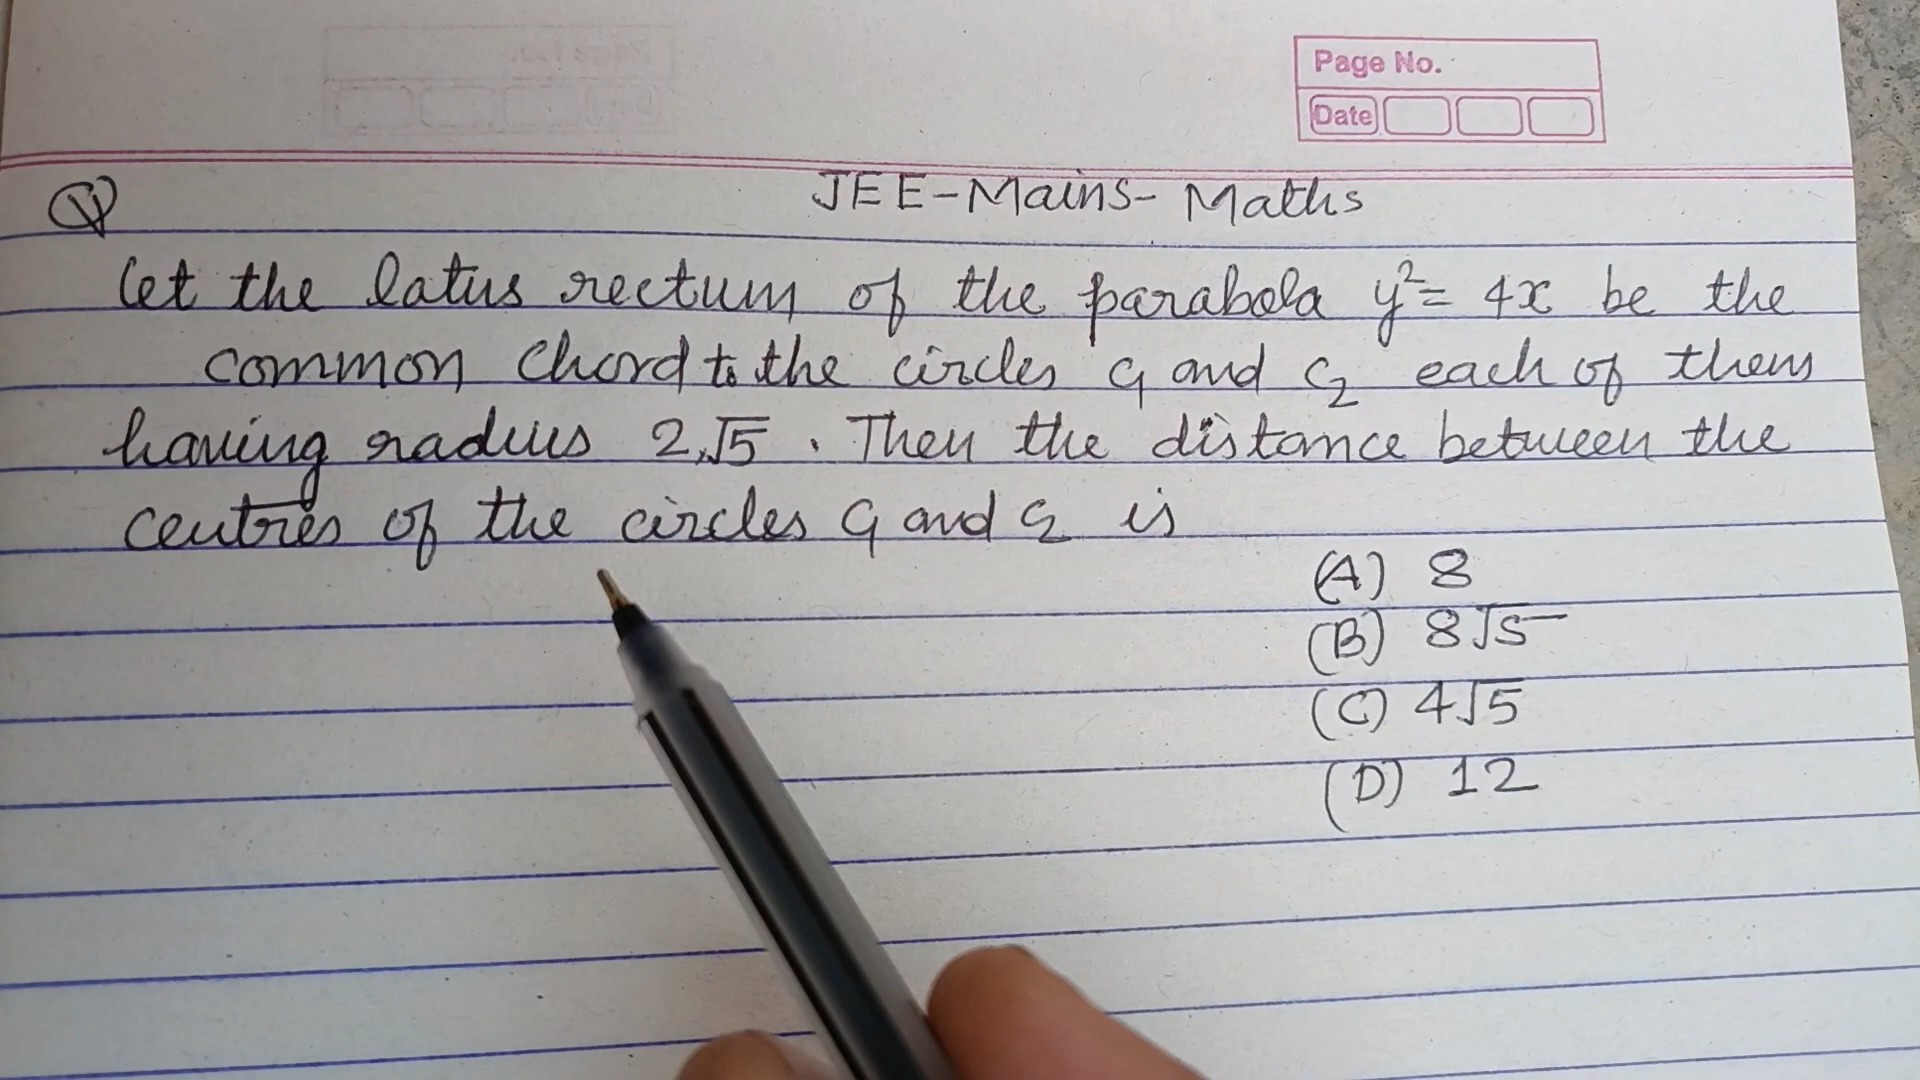 Page No.
Date
Q JEE-Mains-Maths
Let the latus rectum of the parabola y²= 4x be the
common chord to the circles C1 and C2 each of them
having radius 2√5. Then the distance between the
centres of the circles C1 and C2 is
(A) 8
(B) 8√5
(C) 4√5
(D) 12